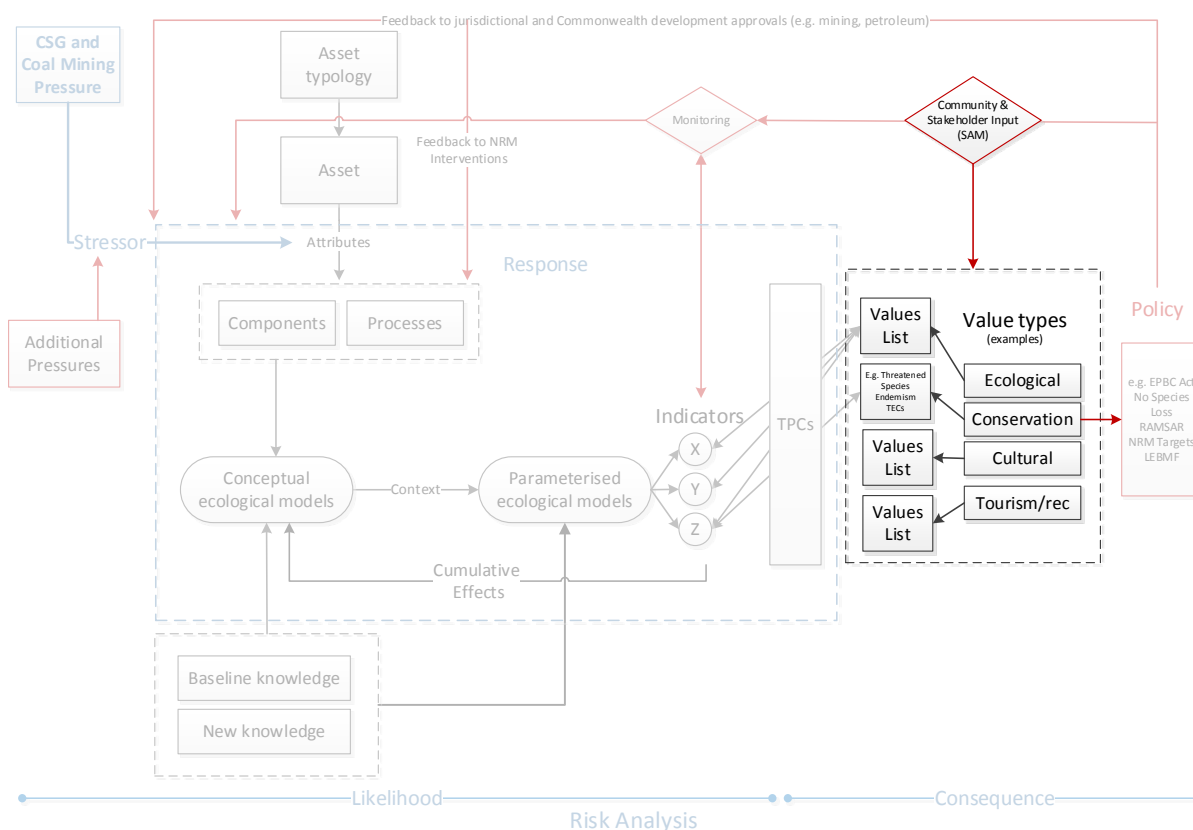 Feedback to jurisdictional and Commonwealth development approvals (e.g. mining, petroleum)
CSG and
Coal Mining
Pressure
Asset
typology
Monitoring
Community &
Stakeholder Input
(SAM)
Feedback to NRM
Interventions
Asset
Stressor
Attributes
Response
Components
Processes
Additional
Pressures
Values
List
Value types
(examples)
Policy
E.g. Threatened
Species
Endemism
TECs
Ecological
Conservation
e.g. EPBC Act
No Species
Loss
RAMSAR
NRM Targets
LEBMF
Indicators
TPCs
Values
List
Cultural
X
Y
Z
Conceptual
ecological models
Context
Parameterised
ecological models
Values
List
Tourism/rec
Cumulative
Effects
Baseline knowledge
New knowledge
Likelihood
Consequence
Risk Analysis